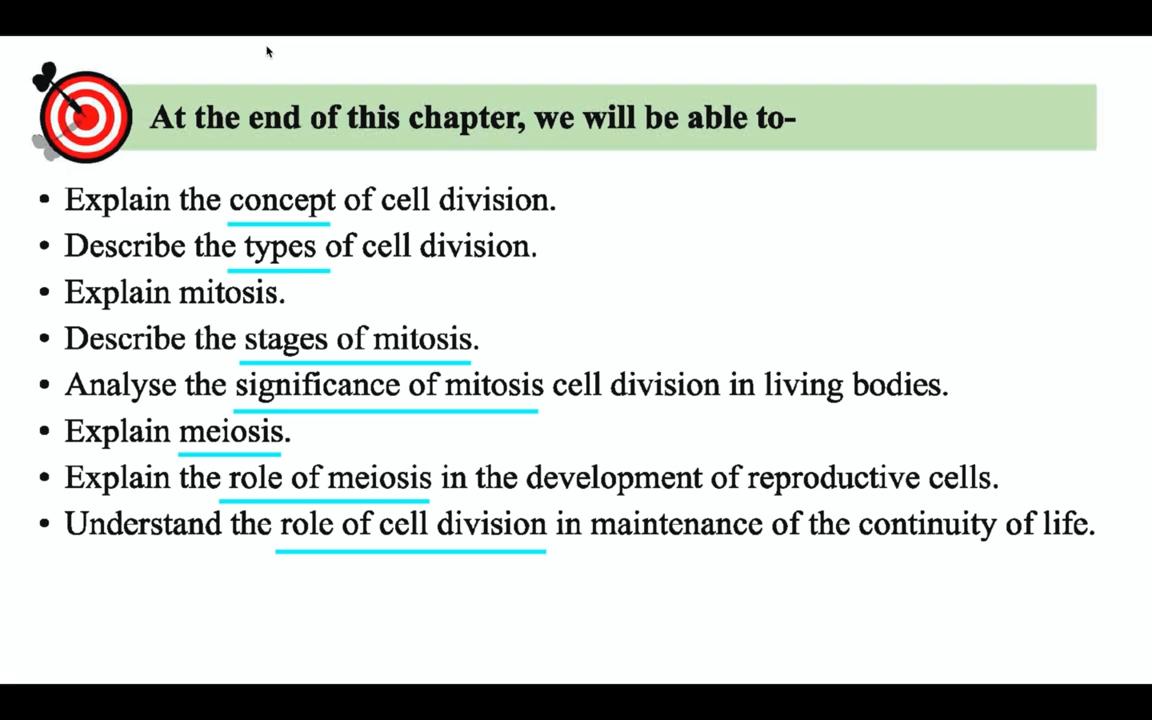 At the end of this chapter, we will be able to-
• Explain the concept of cell division.
• Describe the types of cell division.
• Explain mitosis.
• Describe the stages of mitosis.
• Analyse the significance of mitosis cell division in living bodies.
• Explain meiosis.
• Explain the role of meiosis in the development of reproductive cells.
• Understand the role of cell division in maintenance of the continuity of life.